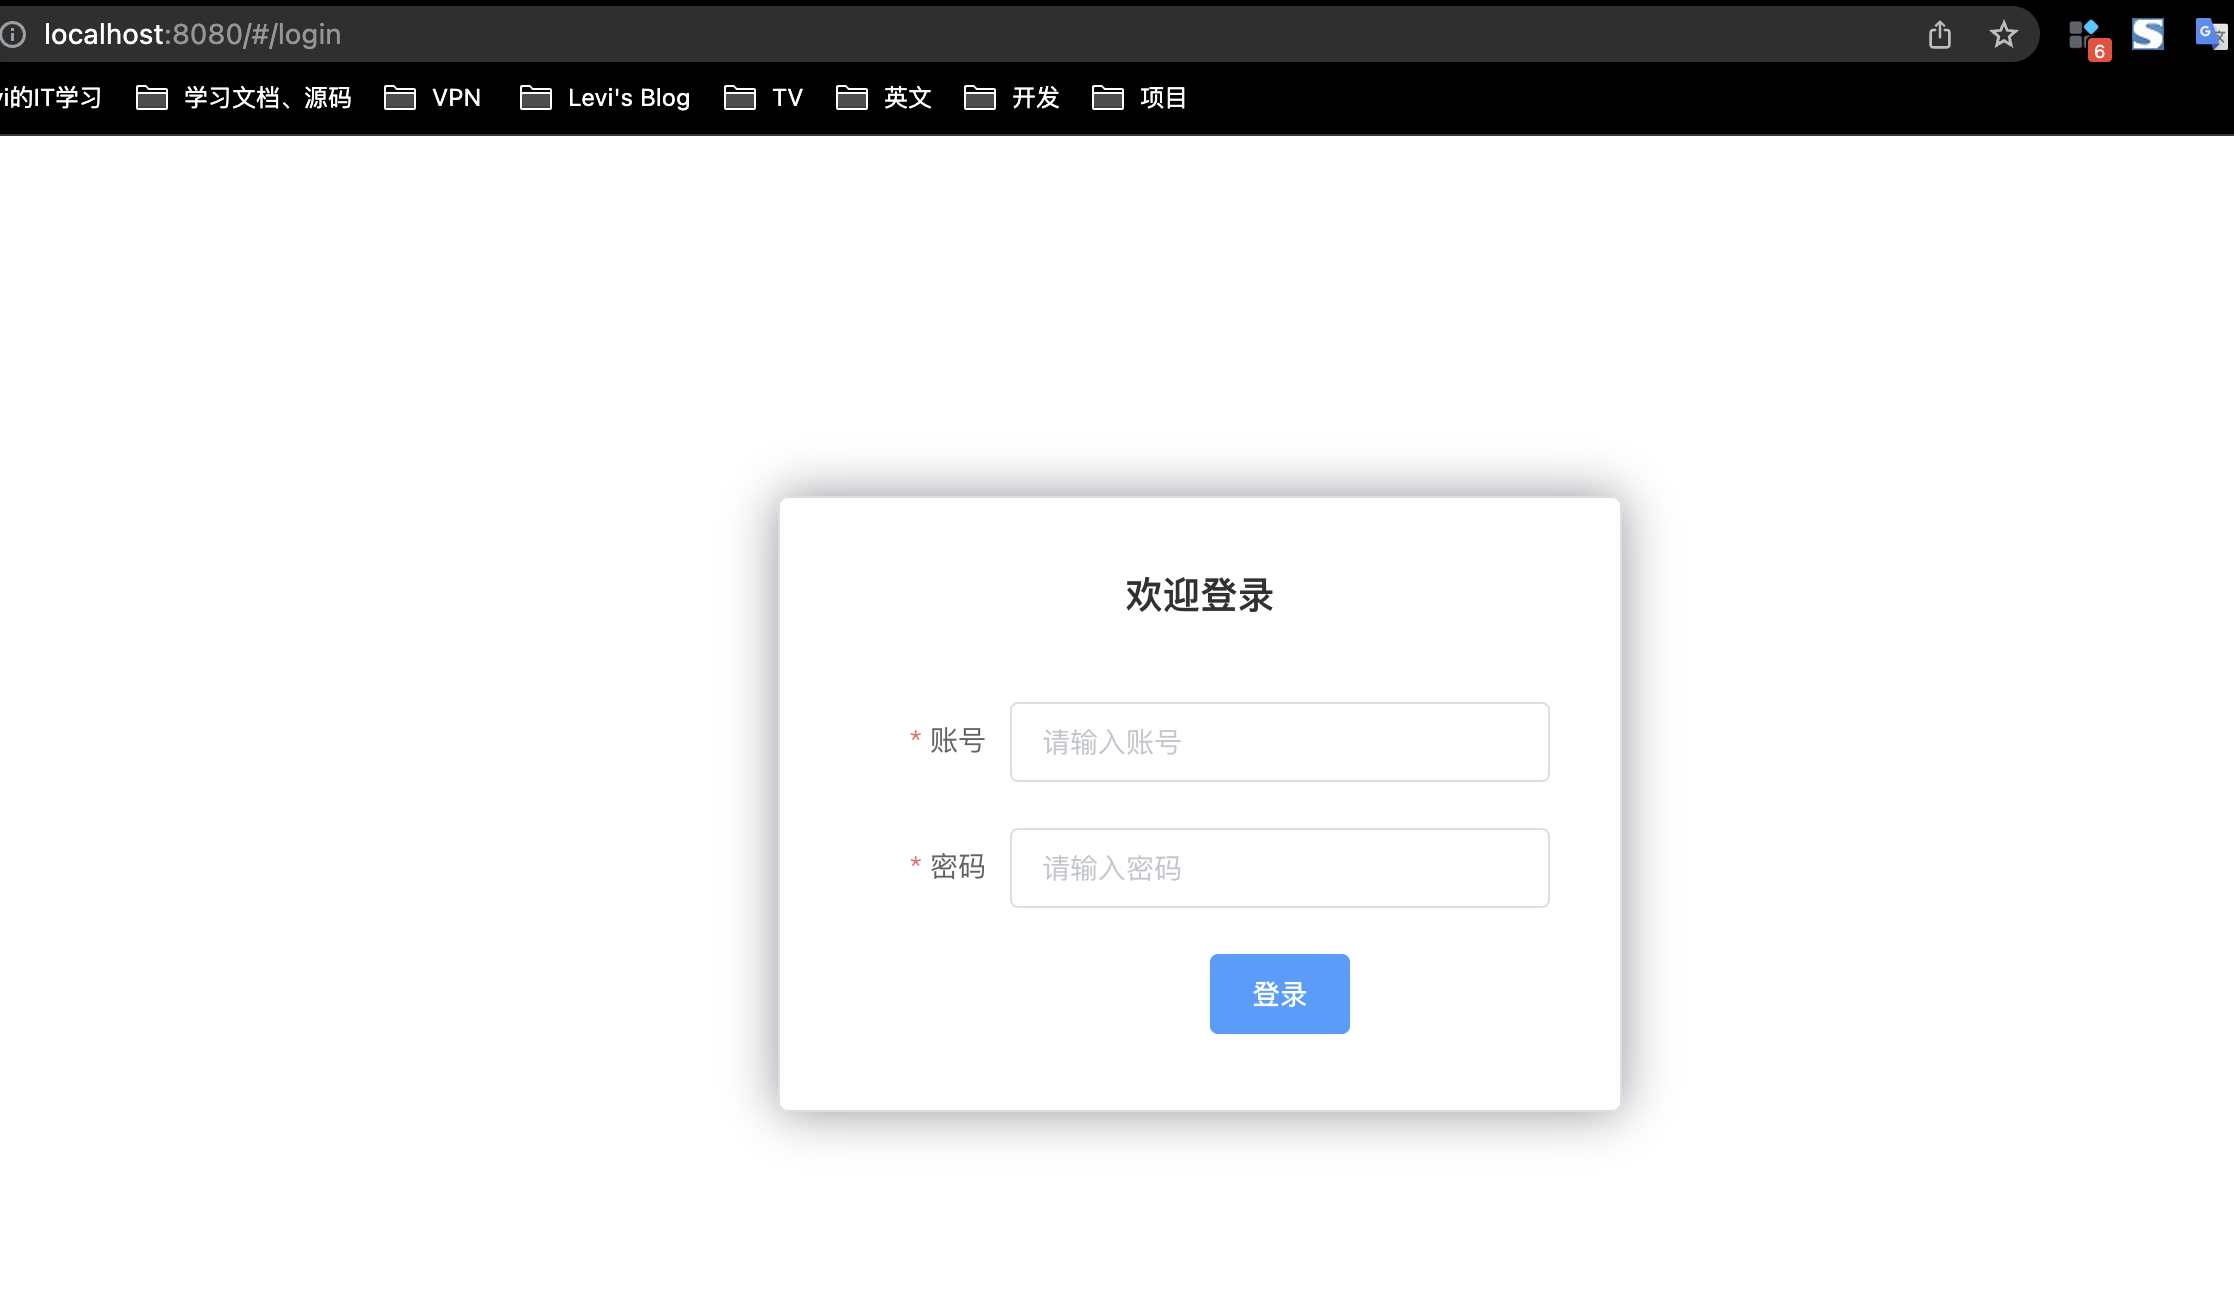 localhost:8080/#/login
6
vi的IT学习 学习文档、源码 VPN Levi's Blog TV 英文 开发 项目
欢迎登录
* 账号 请输入账号
* 密码 请输入密码
登录